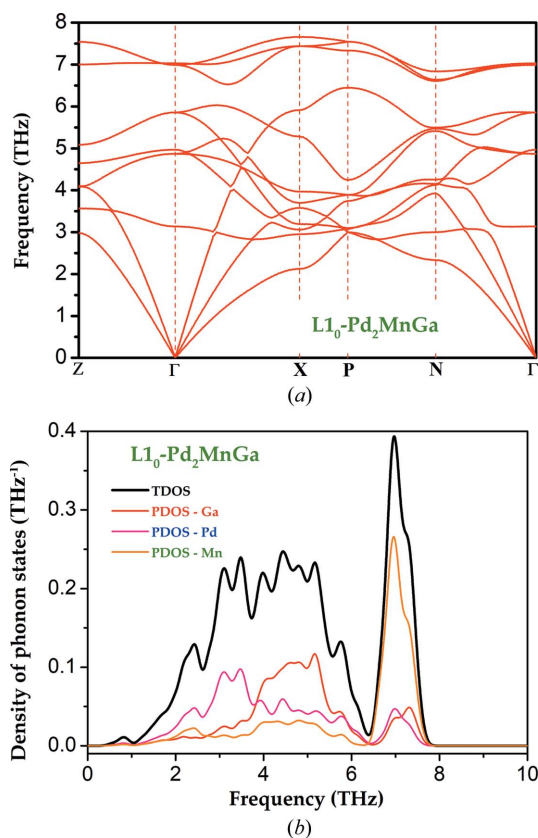 (a)
8
7
6
5
4
3
2
1
0
Frequency (THz)
L1₀-Pd₂MnGa
Z Γ X P N Γ
(a)
L1₀-Pd₂MnGa
TDOS
PDOS - Ga
PDOS - Pd
PDOS - Mn
0.4
0.3
0.2
0.1
0.0
Density of phonon states (THz⁻¹)
0 2 4 6 8 10
Frequency (THz)
(b)